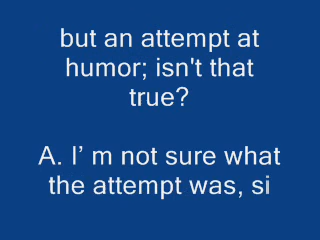 but an attempt at
humor; isn't that
true?
A. I’ m not sure what
the attempt was, si